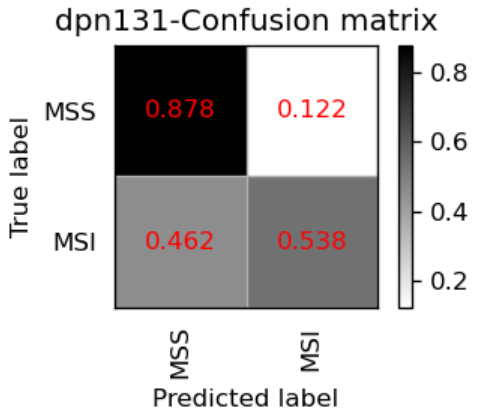 dpn131-Confusion matrix
True label
MSS
0.878
0.122
MSI
0.462
0.538
MSS
MSI
Predicted label
0.8
0.6
0.4
0.2